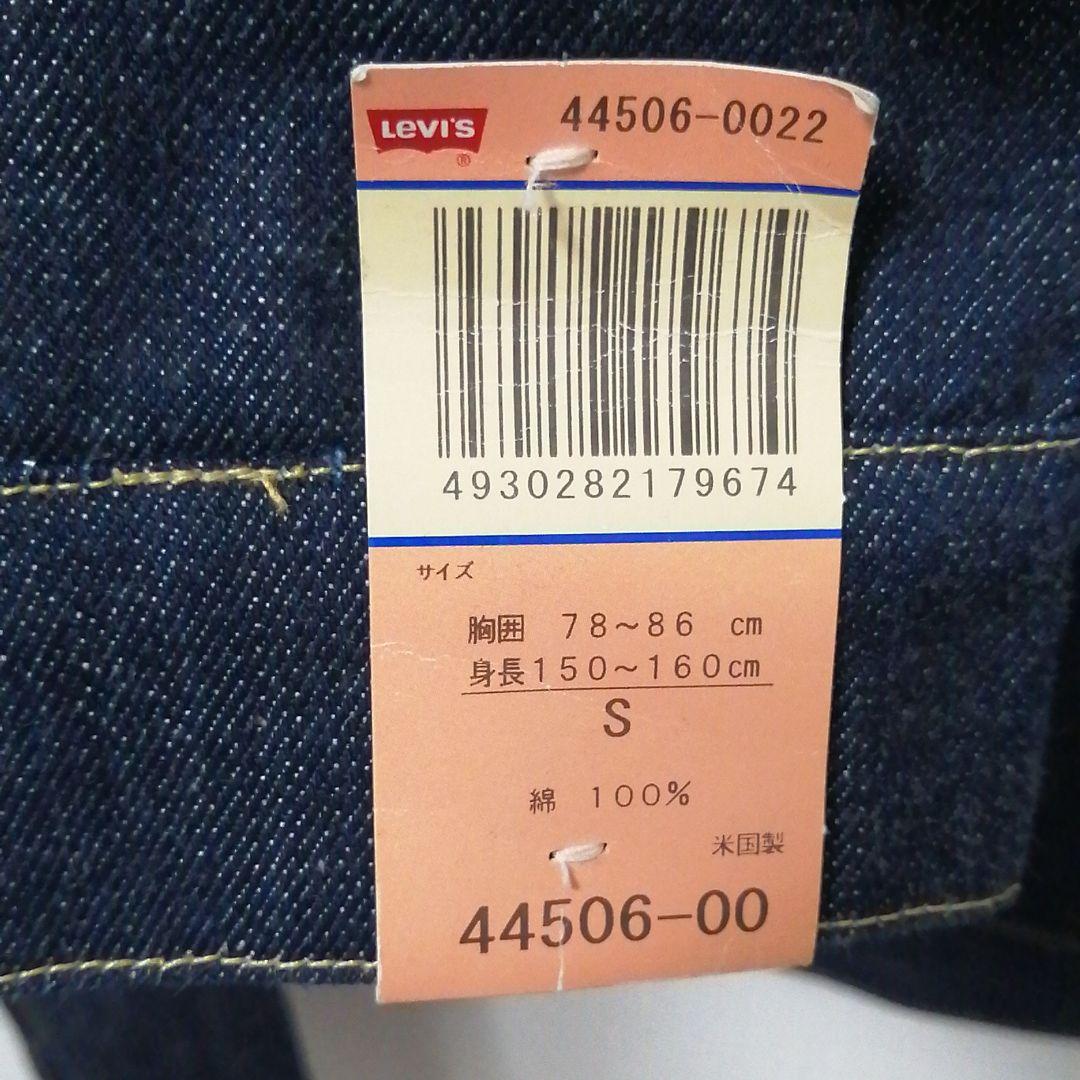 LEVI'S 44506-0022
®
4930282179674
サイズ
胸囲 78~86 cm
身長150~160cm
S
綿 100%
米国製
44506-00